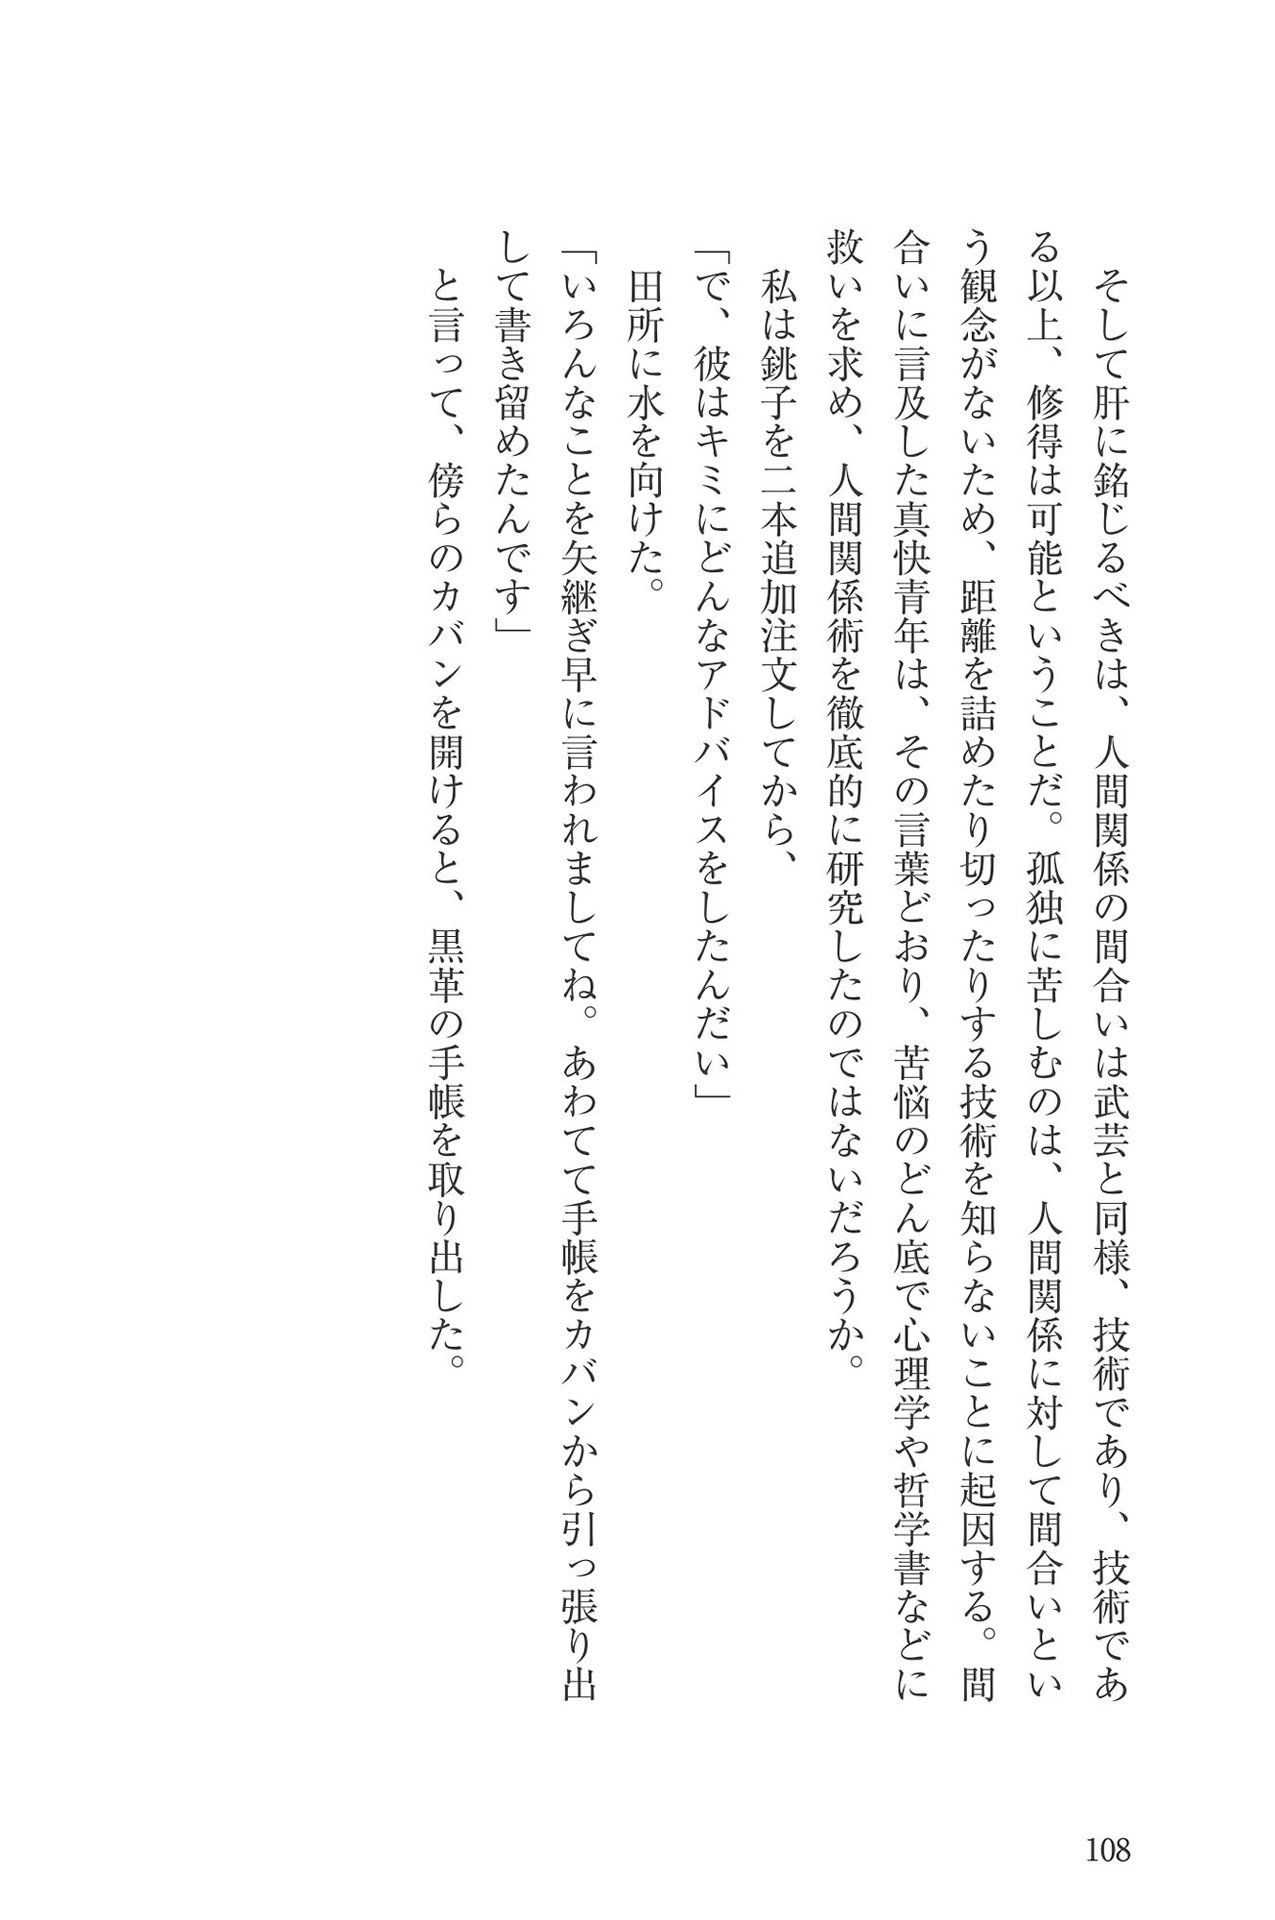 そして肝に銘じるべきは、人間関係の間合いは武芸と同様、技術であり、技術であ
る以上、修得は可能ということだ。孤独に苦しむのは、人間関係に対して間合いとい
う観念がないため、距離を詰めたり切ったりする技術を知らないことに起因する。間
合いに言及した真快青年は、その言葉どおり、苦悩のどん底で心理学や哲学書などに
救いを求め、人間関係術を徹底的に研究したのではないだろうか。
私は銚子を二本追加注文してから、
「で、彼はキミにどんなアドバイスをしたんだい」
田所に水を向けた。
「いろんなことを矢継ぎ早に言われましてね。あわてて手帳をカバンから引っ張り出
して書き留めたんです」
と言って、傍らのカバンを開けると、黒革の手帳を取り出した。
108